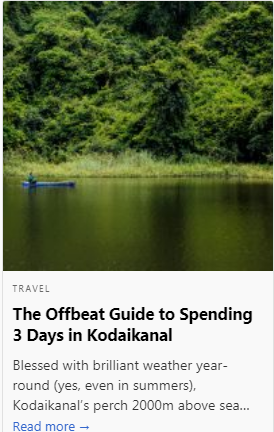 TRAVEL
The Offbeat Guide to Spending
3 Days in Kodaikanal
Blessed with brilliant weather year-
round (yes, even in summers),
Kodaikanal’s perch 2000m above sea...
Read more →